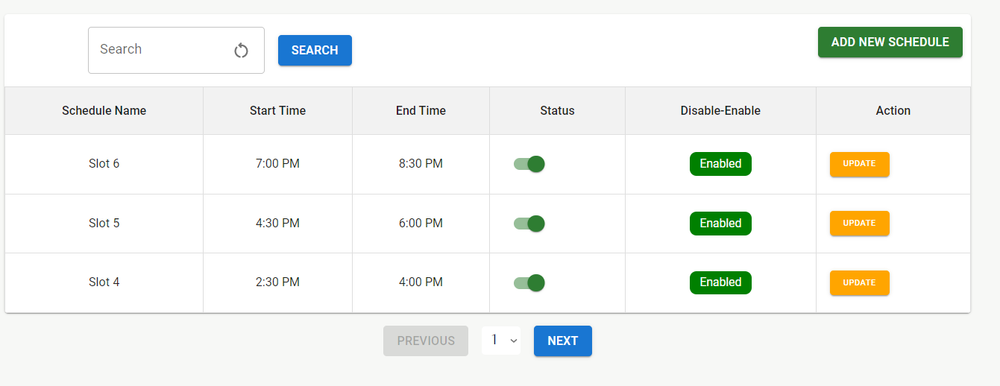 Search
SEARCH
ADD NEW SCHEDULE
Schedule Name Start Time End Time Status Disable-Enable Action
Slot 6 7:00 PM 8:30 PM Enabled UPDATE
Slot 5 4:30 PM 6:00 PM Enabled UPDATE
Slot 4 2:30 PM 4:00 PM Enabled UPDATE
PREVIOUS 1 NEXT